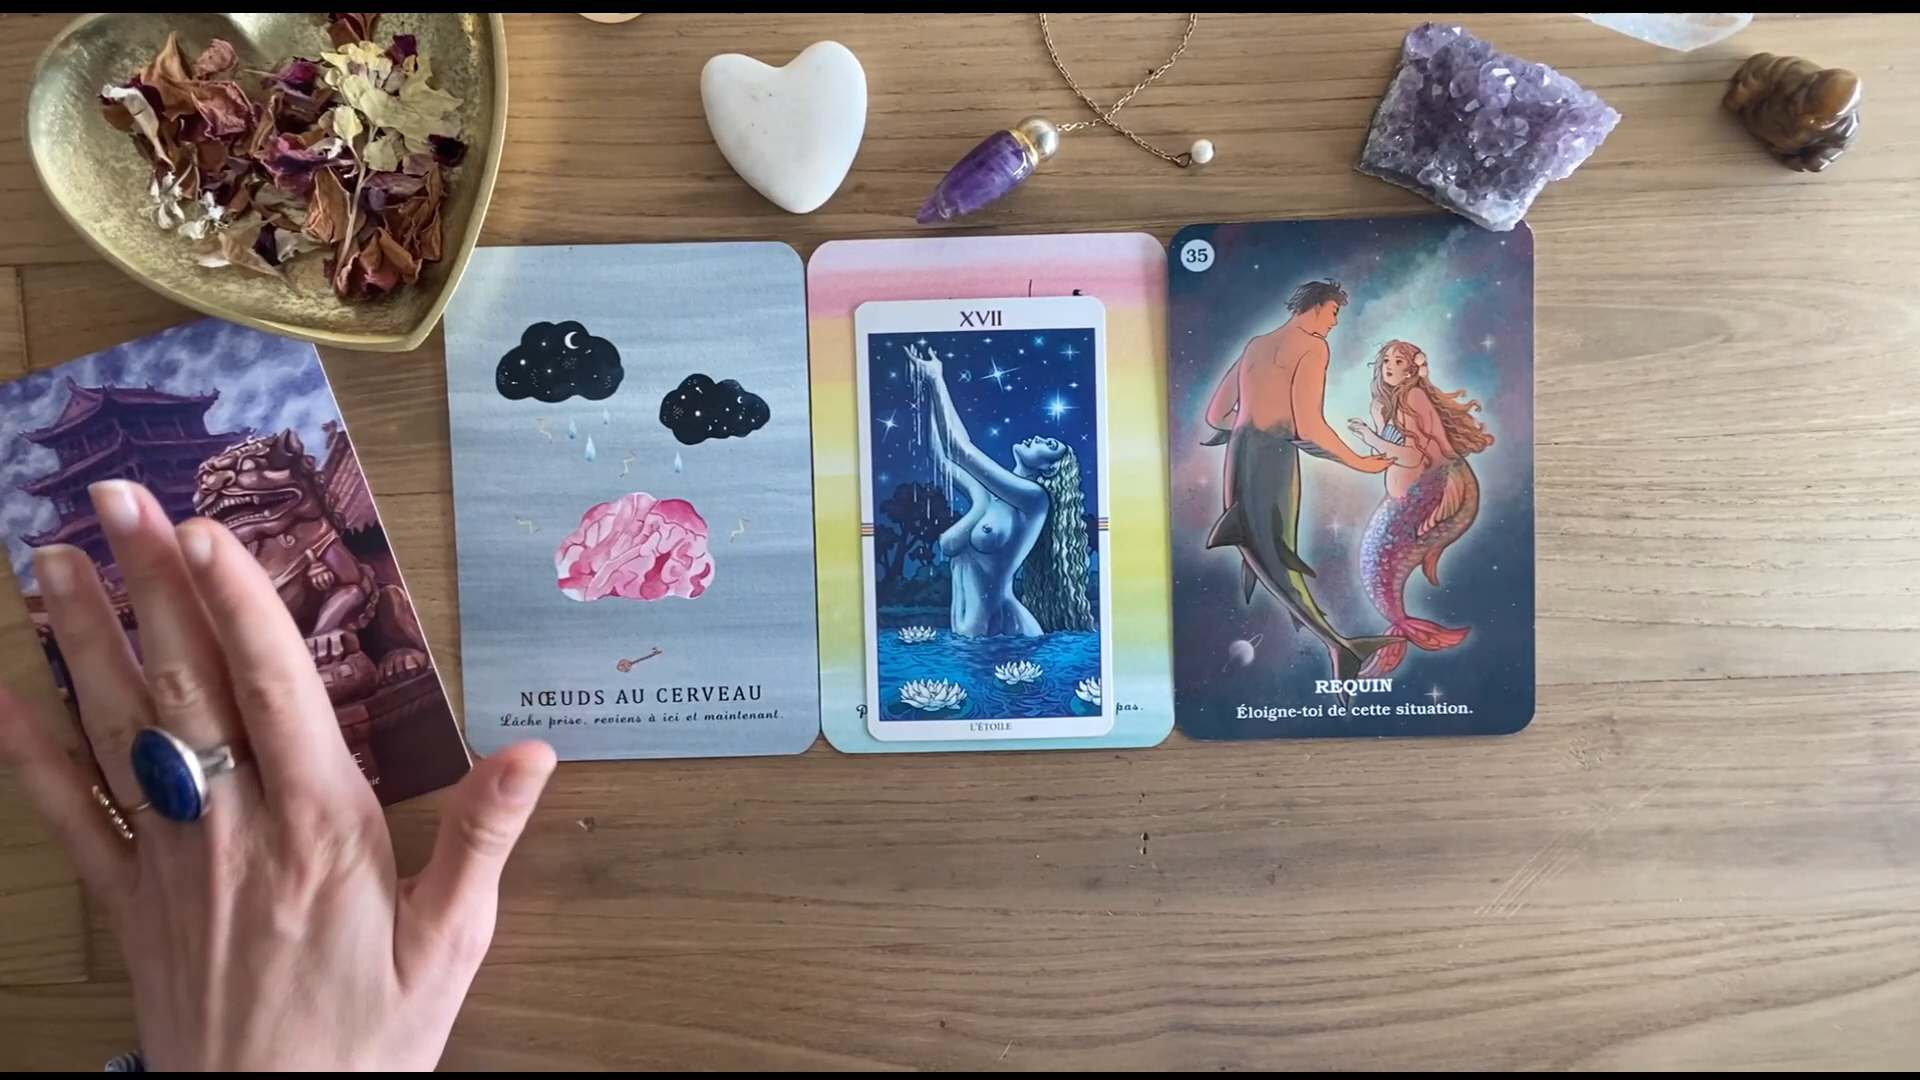 NŒUDS AU CERVEAU
Lâche prise, reviens à ici et maintenant.
XVII
L'ÉTOILE
pas.
35
REQUIN
Éloigne-toi de cette situation.